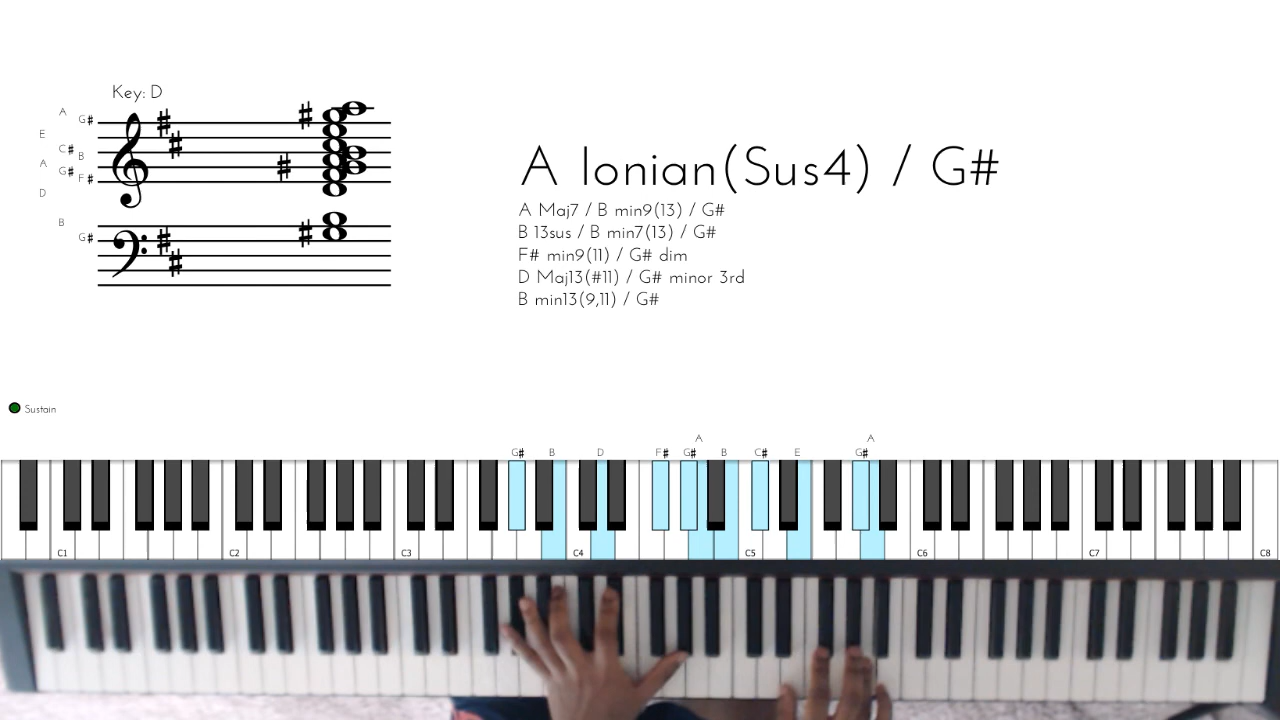 Key: D
A
G#
E
C#
B
A
G#
F#
D
B
G#
A Ionian(Sus4) / G#
A Maj7 / B min9(13) / G#
B 13sus / B min7(13) / G#
F# min9(11) / G# dim
D Maj13(#11) / G# minor 3rd
B min13(9,11) / G#
Sustain
A A
G# B D F# G# B C# E G#
C1 C2 C3 C4 C5 C6 C7 C8